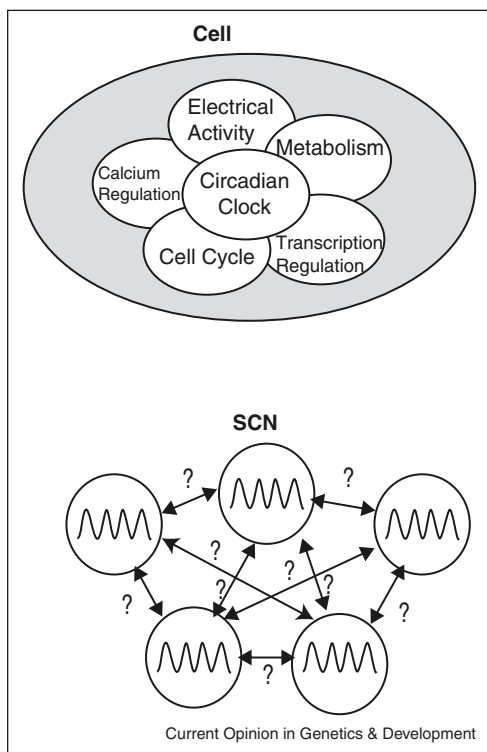 Cell
Electrical
Activity
Metabolism
Calcium
Regulation
Circadian
Clock
Cell Cycle
Transcription
Regulation
SCN
?
?
?
?
?
?
?
?
?
?
Current Opinion in Genetics & Development